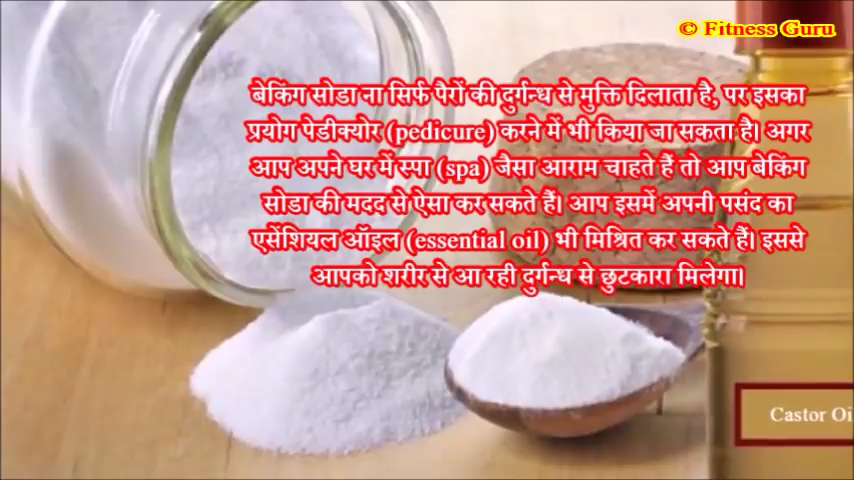 © Fitness Guru
बेकिंग सोडा ना सिर्फ पैरों की दुर्गन्ध से मुक्ति दिलाता है, पर इसका
प्रयोग पेडीक्योर (pedicure) करने में भी किया जा सकता है। अगर
आप अपने घर में स्पा (spa) जैसा आराम चाहते हैं तो आप बेकिंग
सोडा की मदद से ऐसा कर सकते हैं। आप इसमें अपनी पसंद का
एसेंशियल ऑइल (essential oil) भी मिश्रित कर सकते हैं। इससे
आपको शरीर से आ रही दुर्गन्ध से छुटकारा मिलेगा।
Castor Oi